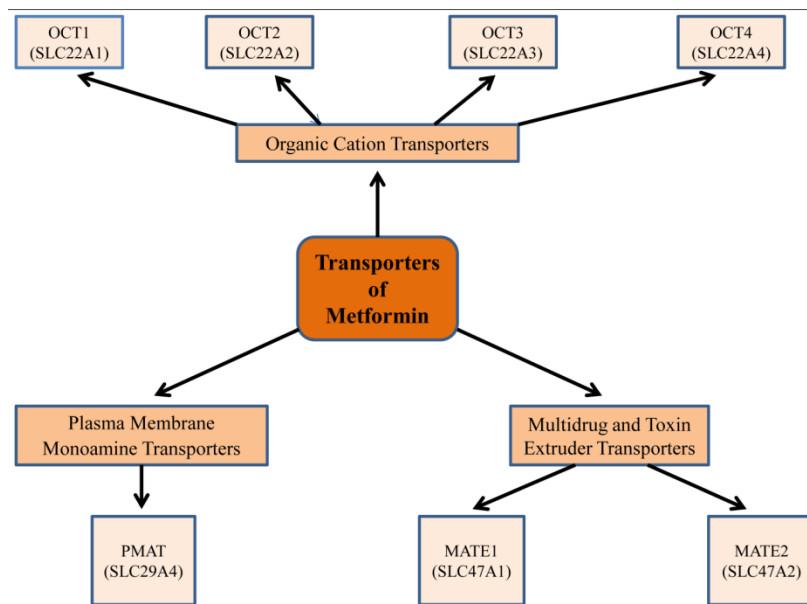 OCT1
(SLC22A1)
OCT2
(SLC22A2)
OCT3
(SLC22A3)
OCT4
(SLC22A4)
Organic Cation Transporters
Transporters
of
Metformin
Plasma Membrane
Monoamine Transporters
Multidrug and Toxin
Extruder Transporters
PMAT
(SLC29A4)
MATE1
(SLC47A1)
MATE2
(SLC47A2)